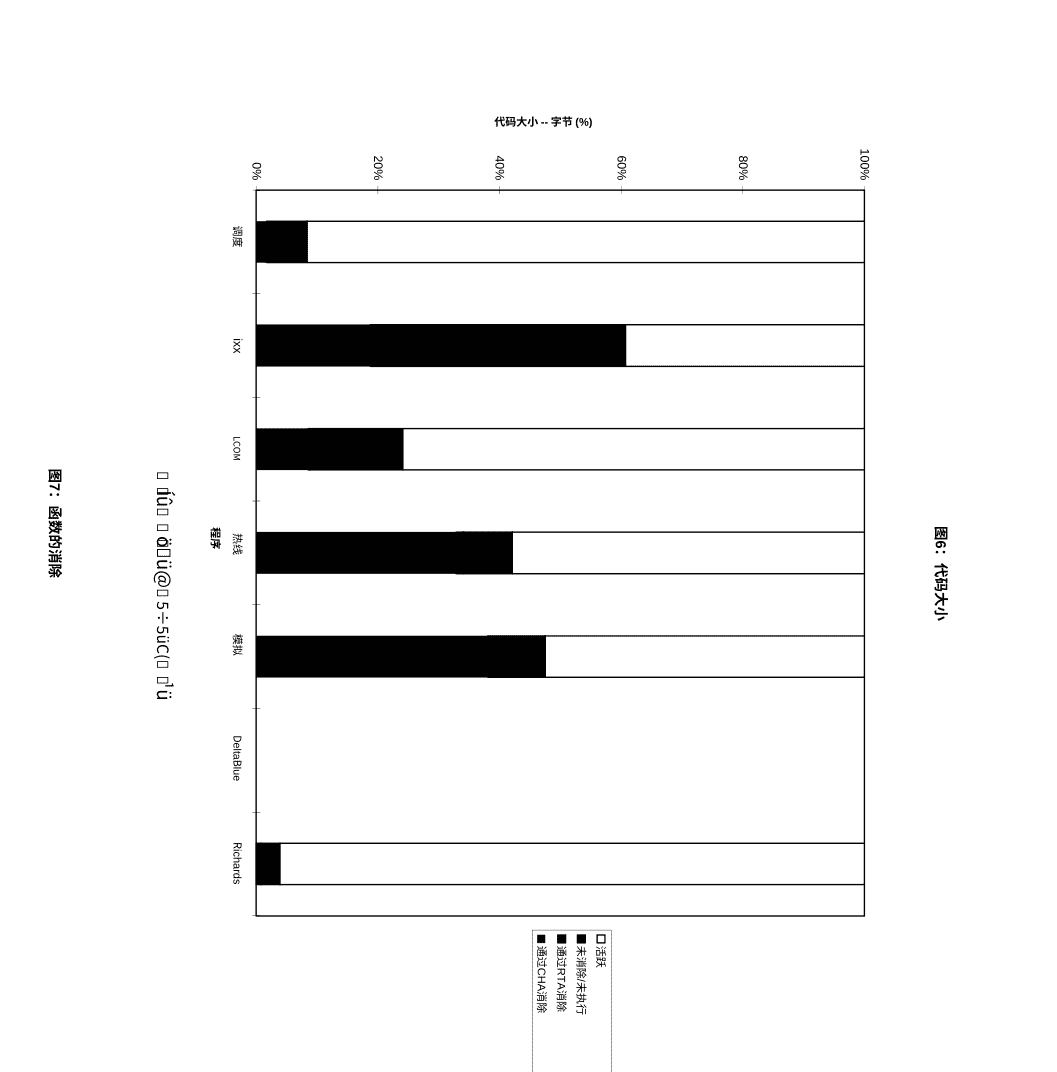 图6：代码大小
代码大小 -- 字节 (%)
100%
80%
60%
40%
20%
0%
调度
ixx
LCOM
热线
模拟
DeltaBlue
Richards
程序
活跃
未消除/未执行
通过RTA消除
通过CHA消除
图7：函数的消除